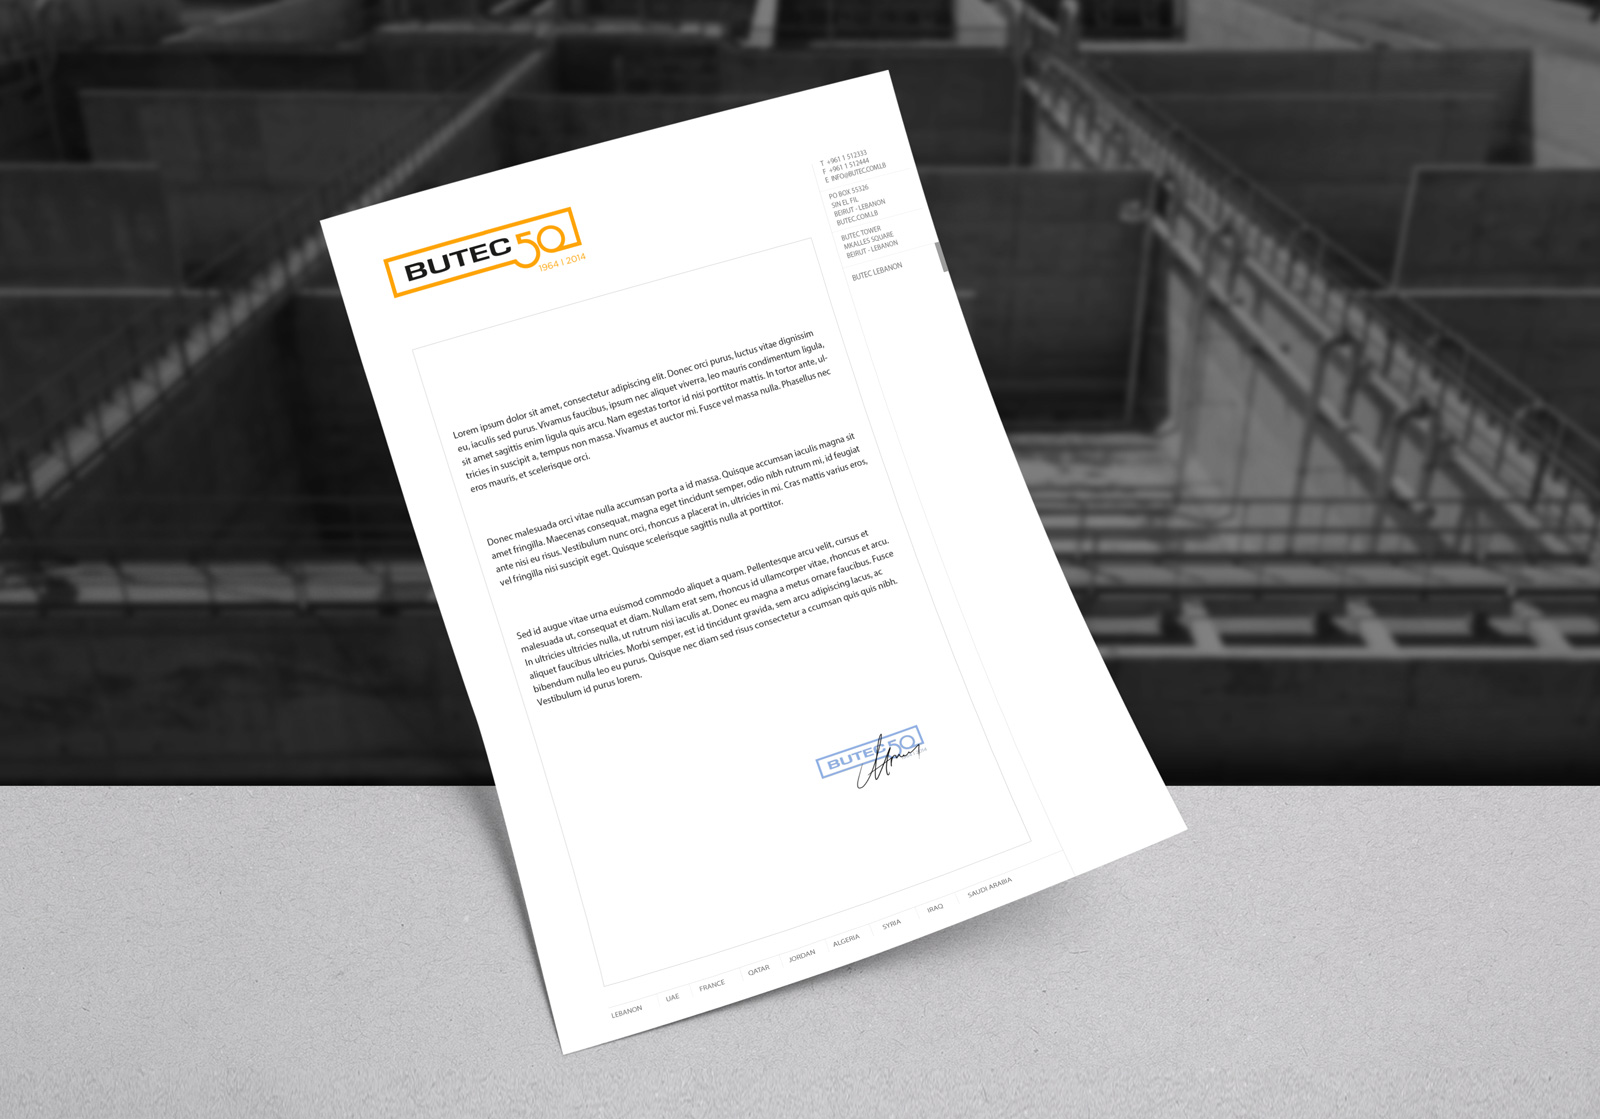 BUTEC 50
1964 | 2014
T +961 1 512333
F +961 1 512444
E INFO@BUTEC.COM.LB
PO BOX 55326
SIN EL FIL
BEIRUT - LEBANON
BUTEC.COM.LB
BUTEC TOWER
MKALLES SQUARE
BEIRUT - LEBANON
BUTEC LEBANON
Lorem ipsum dolor sit amet, consectetur adipiscing elit. Donec orci purus, luctus vitae dignissim
eu, iaculis sed purus. Vivamus faucibus, ipsum nec aliquet viverra, leo mauris condimentum ligula,
sit amet sagittis enim ligula quis arcu. Nam egestas tortor id nisi porttitor mattis. In tortor ante, ul-
tricies in suscipit a, tempus non massa. Vivamus et auctor mi. Fusce vel massa nulla. Phasellus nec
eros mauris, et scelerisque orci.
Donec malesuada orci vitae nulla accumsan porta a id massa. Quisque accumsan iaculis magna sit
amet fringilla. Maecenas consequat, magna eget tincidunt semper, odio nibh rutrum mi, id feugiat
ante nisi eu risus. Vestibulum nunc orci, rhoncus a placerat in, ultricies in mi. Cras mattis varius eros,
vel fringilla nisi suscipit eget. Quisque scelerisque sagittis nulla at porttitor.
Sed id augue vitae urna euismod commodo aliquet a quam. Pellentesque arcu velit, cursus et
malesuada ut, consequat et diam. Nullam erat sem, rhoncus id ullamcorper vitae, rhoncus et arcu.
In ultricies ultricies nulla, ut rutrum nisi iaculis at. Donec eu magna a metus ornare faucibus. Fusce
aliquet faucibus ultricies. Morbi semper, est id tincidunt gravida, sem arcu adipiscing lacus, ac
bibendum nulla leo eu purus. Quisque nec diam sed risus consectetur a ccumsan quis quis nibh.
Vestibulum id purus lorem.
BUTEC 50
LEBANON
UAE
FRANCE
QATAR
JORDAN
ALGERIA
SYRIA
IRAQ
SAUDI ARABIA